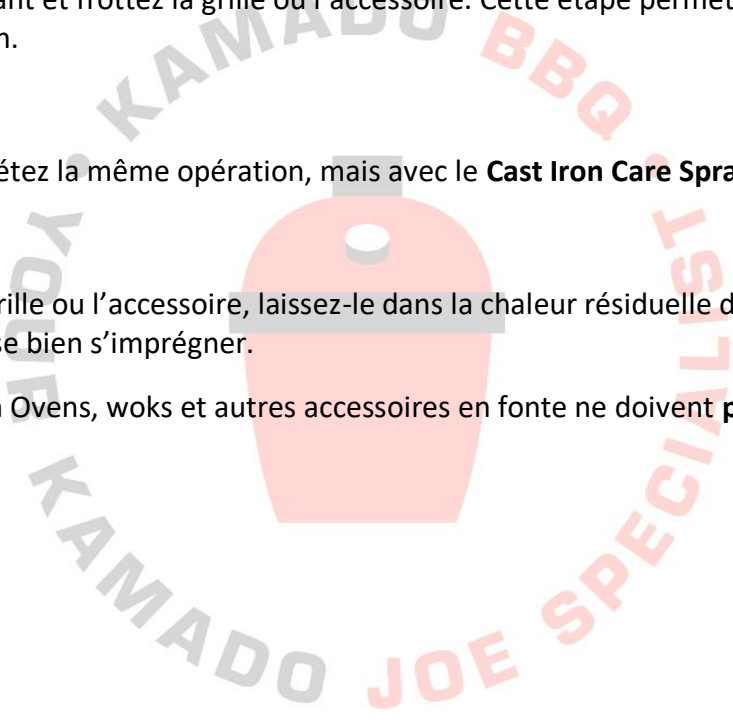 ant et frottez la grille ou l'accessoire. Cette étape permet
n.
étez la même opération, mais avec le Cast Iron Care Spra
rille ou l'accessoire, laissez-le dans la chaleur résiduelle d
se bien s'imprégner.
n Ovens, woks et autres accessoires en fonte ne doivent p
• KAMADO BBQ •
YOUR KAMADO JOE SPECIALIST